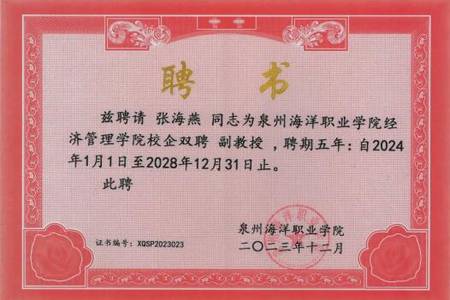 聘书
兹聘请 张海燕 同志为泉州海洋职业学院经
济管理学院校企双聘 副教授 ,聘期五年:自2024
年1月1日至2028年12月31日止。
此聘
泉州海洋职业学院
证书编号:XQSP2023023
二〇二三年十二月